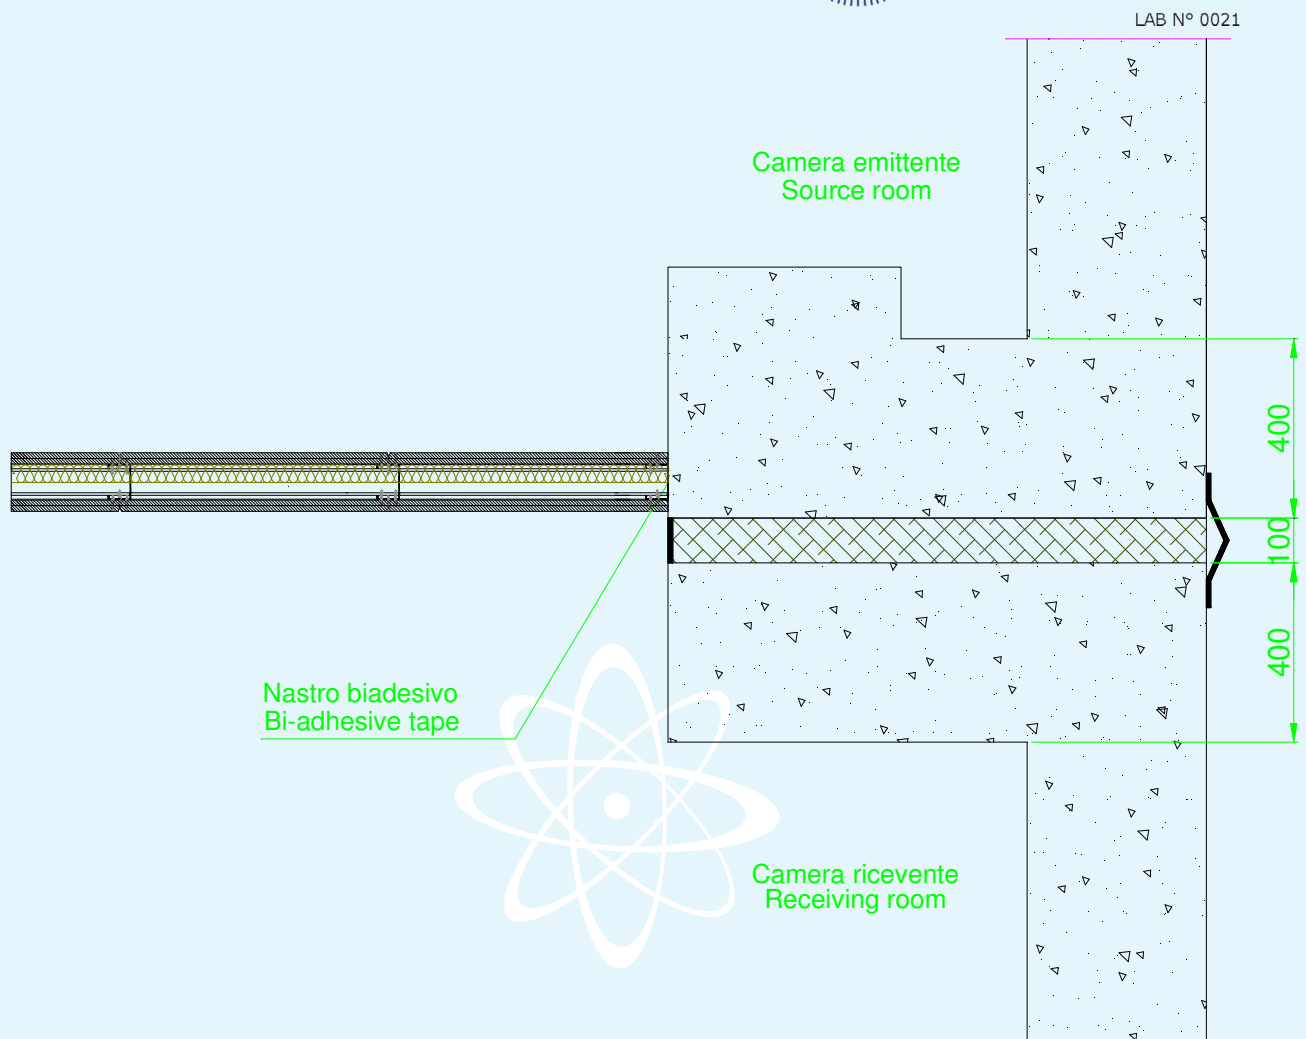 LAB N° 0021
Camera emittente
Source room
400
100
400
Nastro biadesivo
Bi-adhesive tape
Camera ricevente
Receiving room